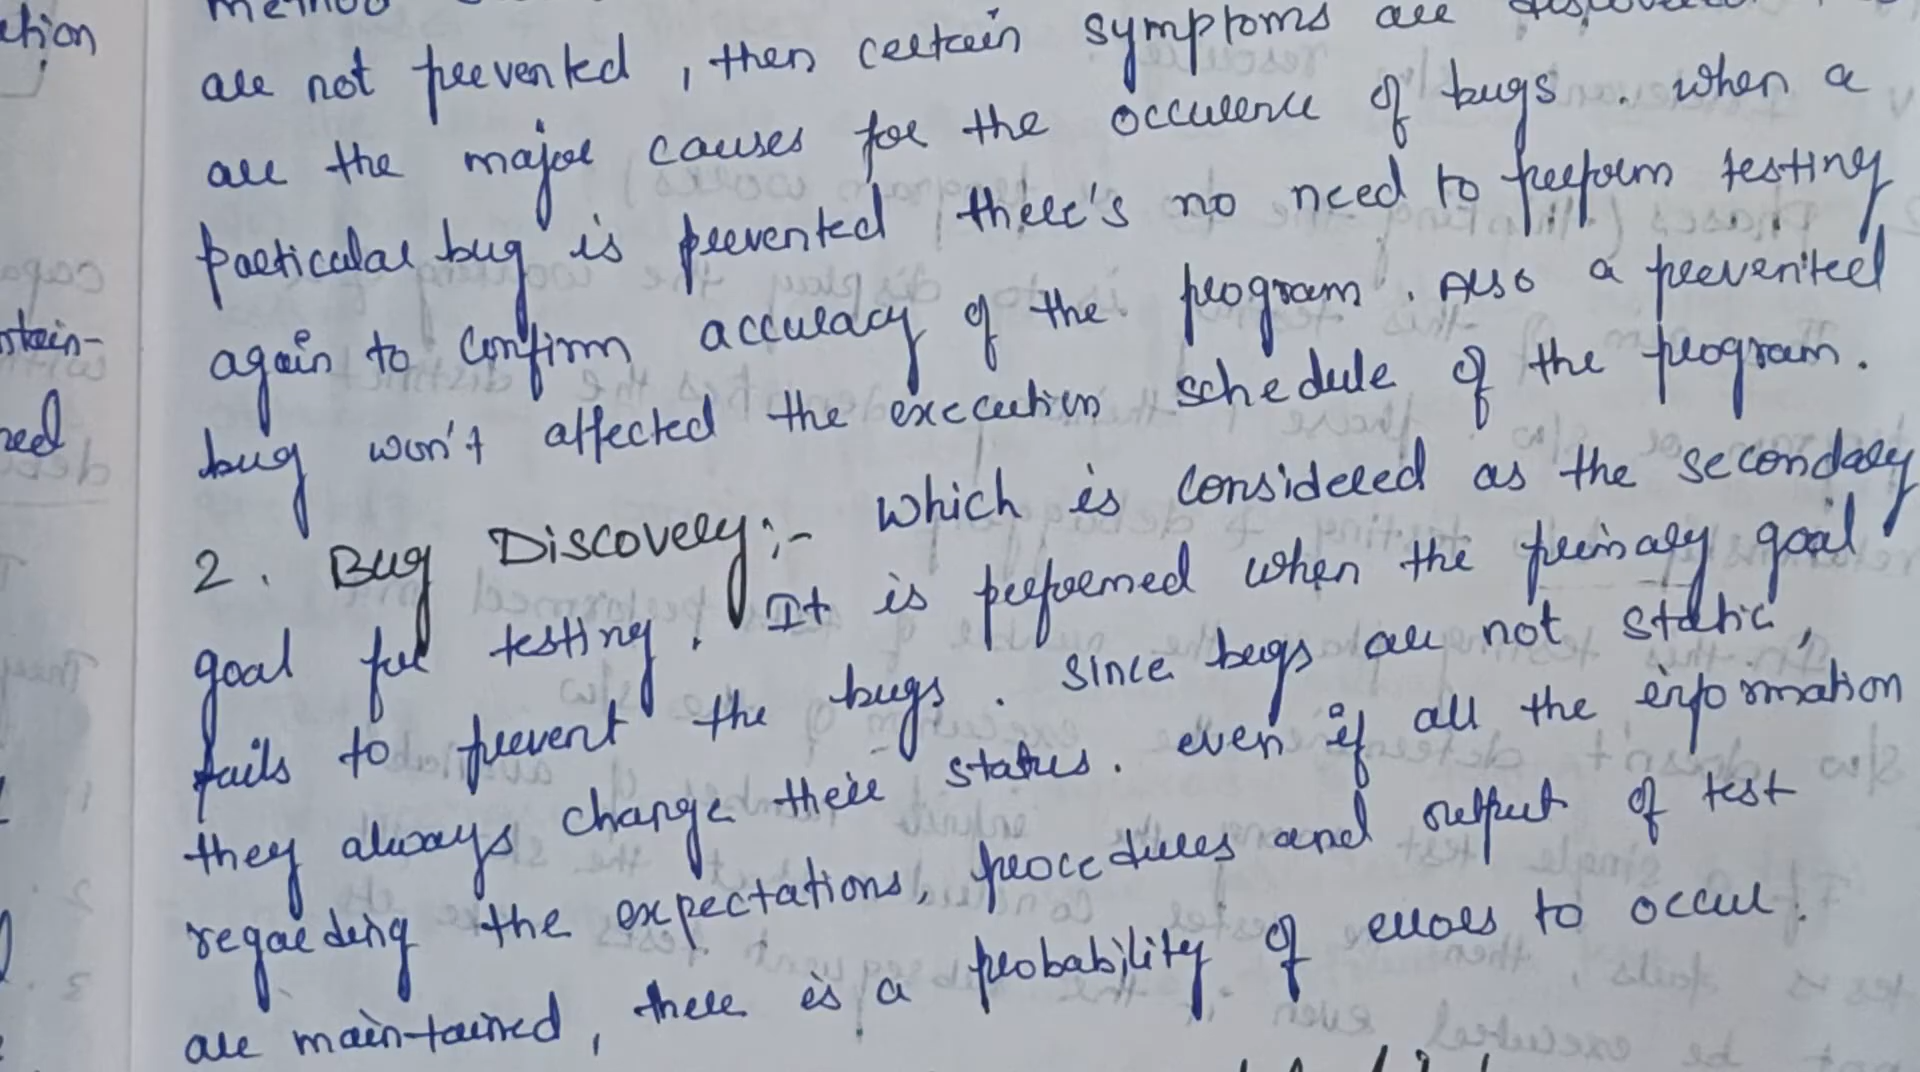 ction
are not prevented, then certain symptoms are
are the major causes for the occurence of bugs. when a
particular bug is prevented there's no need to perform testing
again to confirm accuracy of the program. Also a prevented
ntain-
bug won't affected the execution schedule of the program.
2. Bug Discovery:- which is considered as the secondary
goal for testing. It is performed when the primary goal
fails to prevent the bugs. Since bugs are not static,
they always change their status. even if all the information
regarding the expectations, procedures and output of test
are maintained, there is a probability of errors to occur.